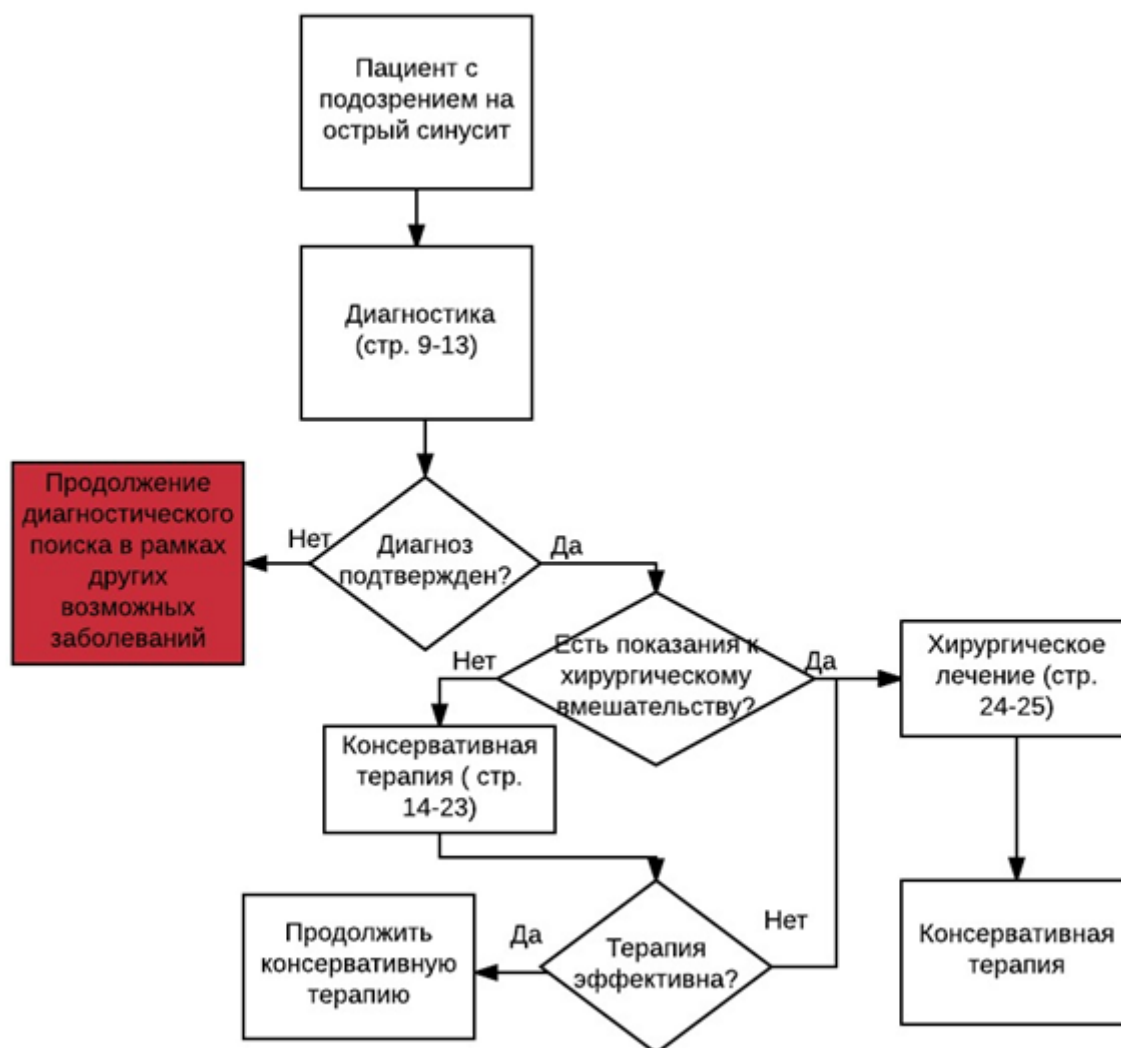 Пациент с
подозрением на
острый синусит
Диагностика
(стр. 9-13)
Продолжение
диагностического
поиска в рамках
других
возможных
заболеваний
Нет
Диагноз
подтвержден?
Да
Нет
Есть показания к
хирургическому
вмешательству?
Да
Хирургическое
лечение (стр.
24-25)
Консервативная
терапия ( стр.
14-23)
Продолжить
консервативную
терапию
Да
Терапия
эффективна?
Нет
Консервативная
терапия